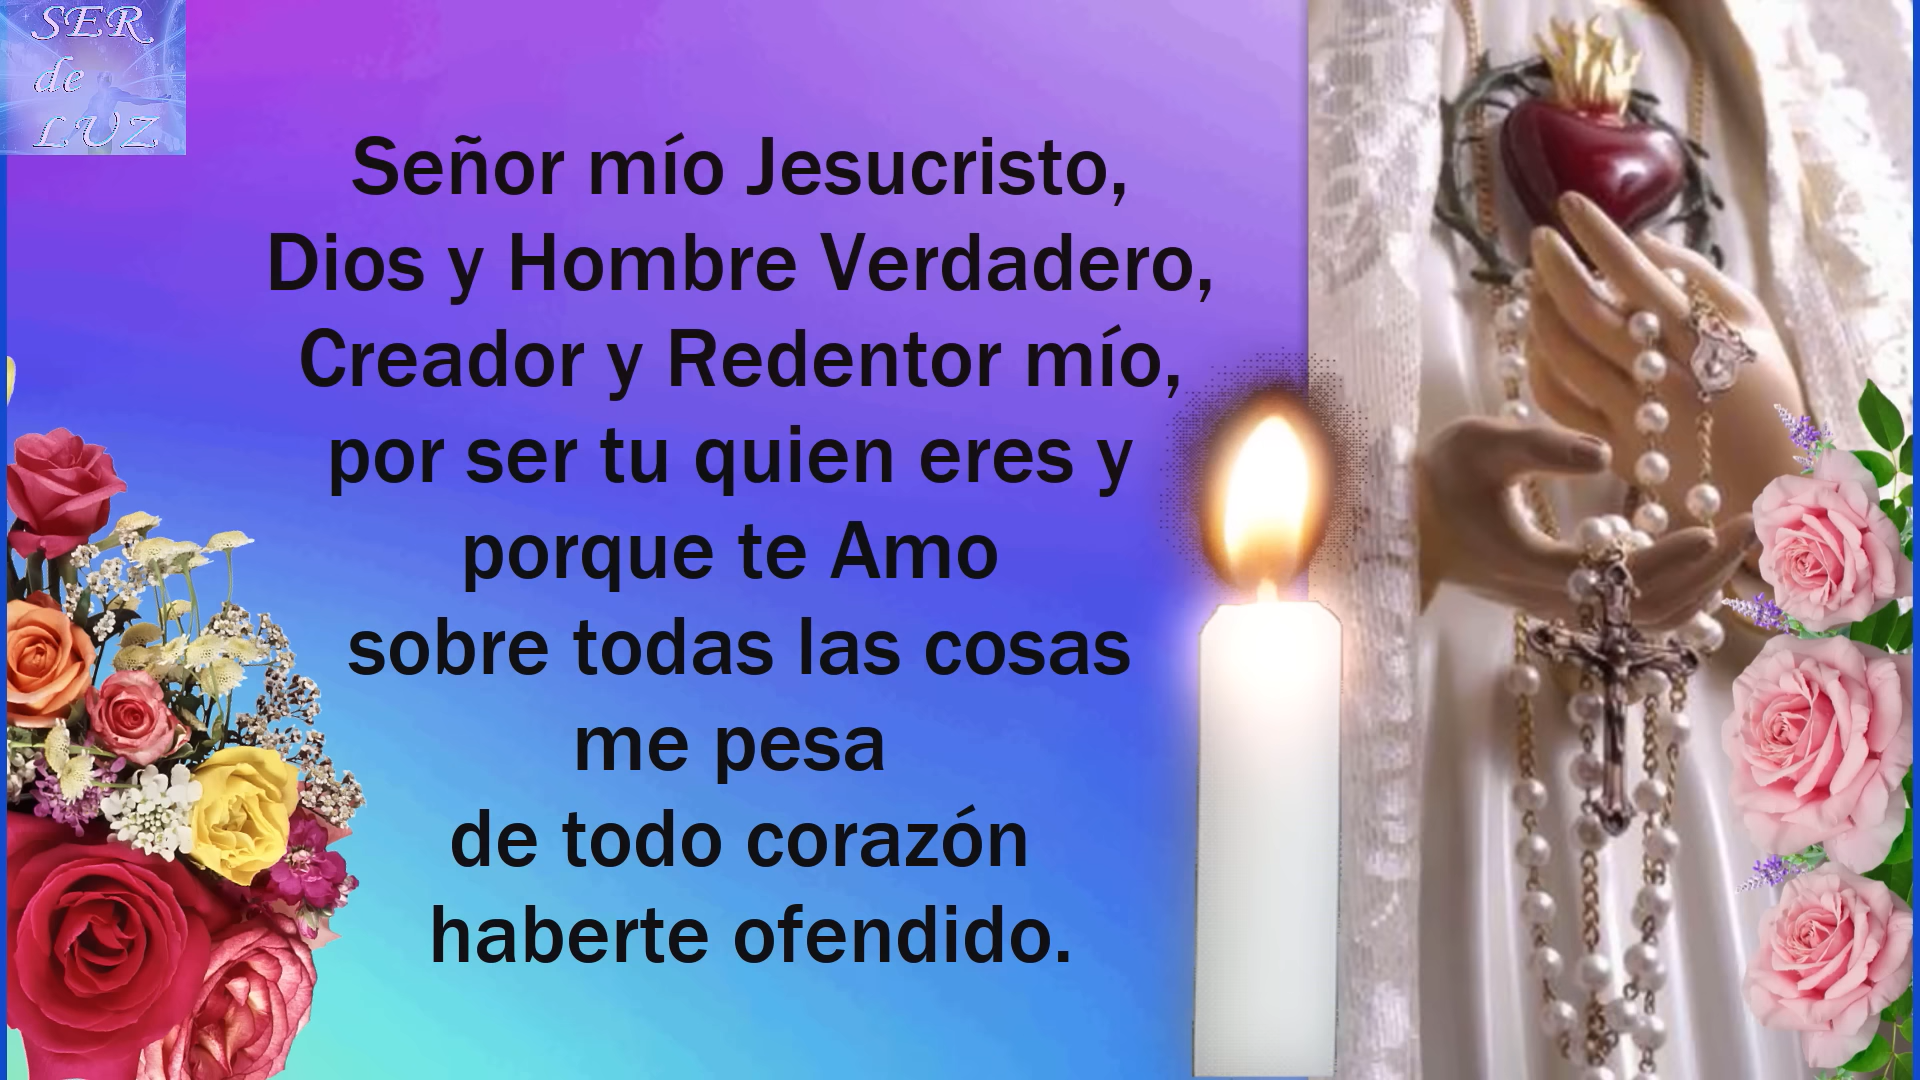 SER
de
LUZ
Señor mío Jesucristo,
Dios y Hombre Verdadero,
Creador y Redentor mío,
por ser tu quien eres y
porque te Amo
sobre todas las cosas
me pesa
de todo corazón
haberte ofendido.